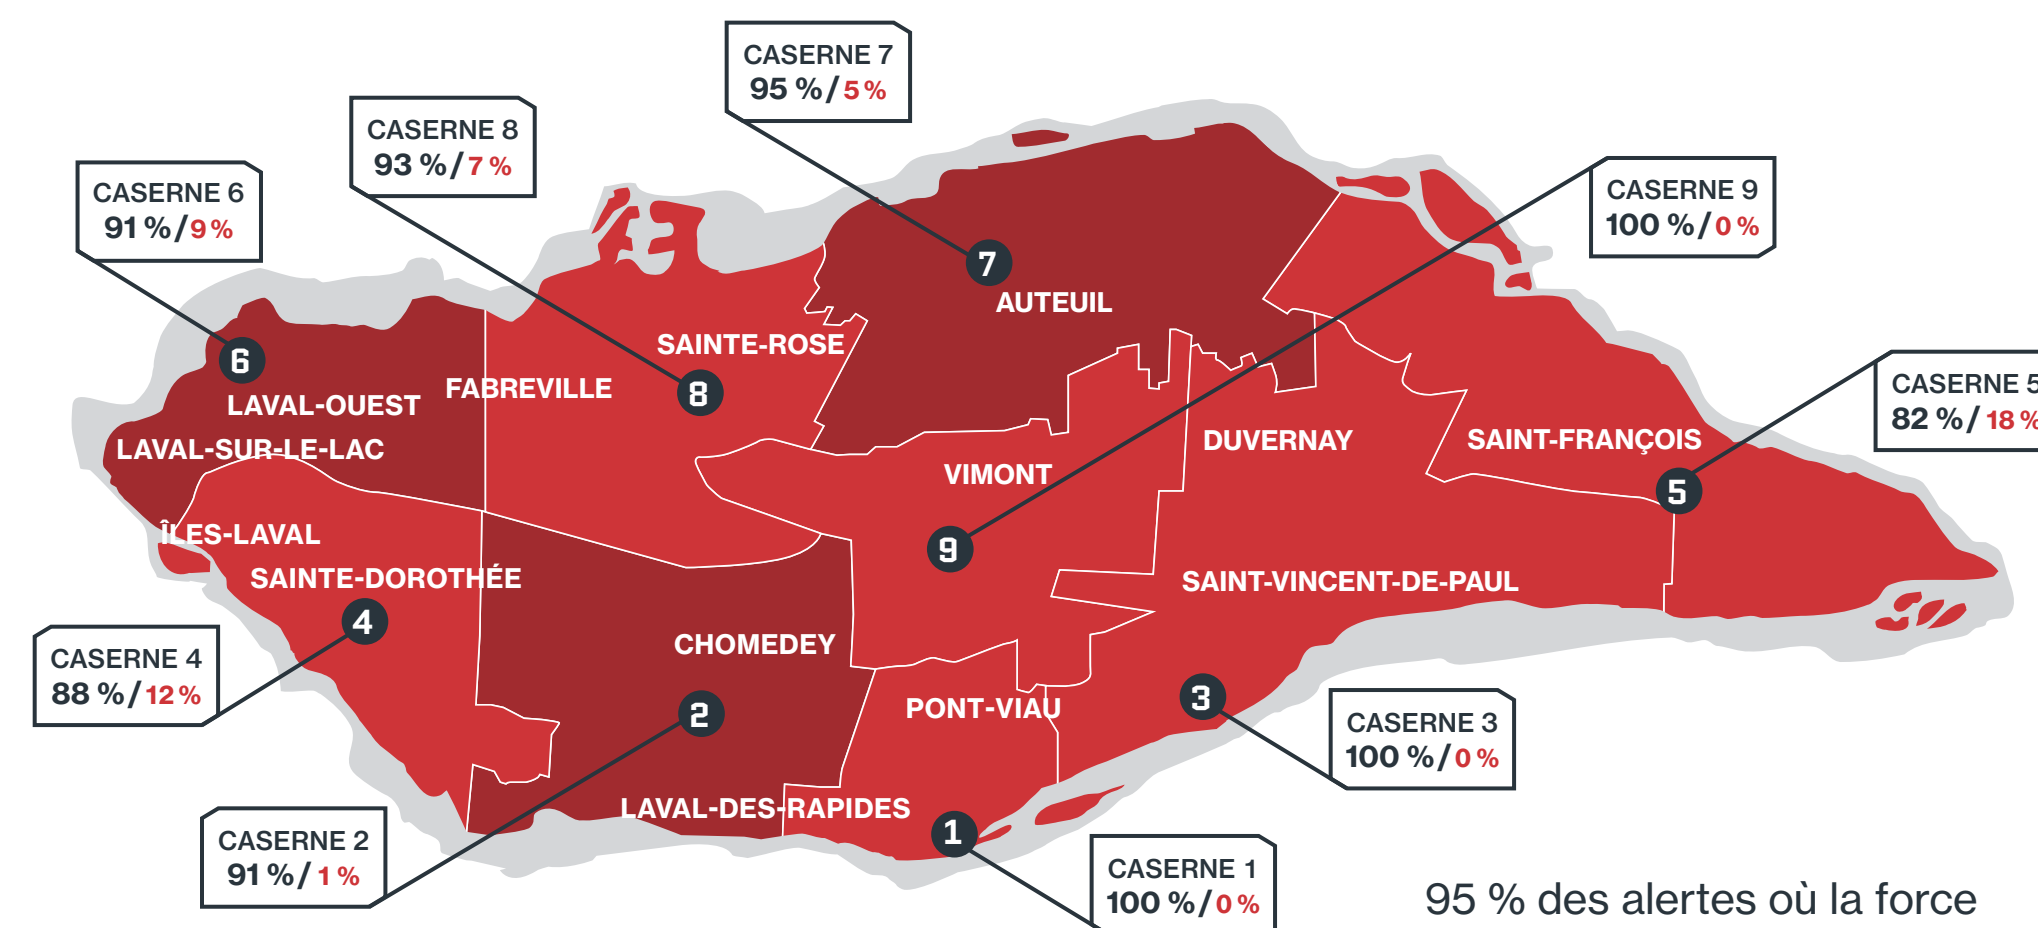 CASERNE 7
95 %/5 %
CASERNE 8
93 %/7 %
CASERNE 6
91 %/9 %
CASERNE 9
100 %/0 %
7
AUTEUIL
SAINTE-ROSE
6
FABREVILLE
8
LAVAL-OUEST
LAVAL-SUR-LE-LAC
CASERNE 5
82 %/18 %
DUVERNAY
SAINT-FRANÇOIS
VIMONT
5
ÎLES-LAVAL
9
SAINTE-DOROTHÉE
SAINT-VINCENT-DE-PAUL
4
CHOMEDEY
CASERNE 4
88 %/12 %
2
PONT-VIAU
3
CASERNE 3
100 %/0 %
LAVAL-DES-RAPIDES
1
CASERNE 2
91 %/1 %
CASERNE 1
100 %/0 %
95 % des alertes où la force